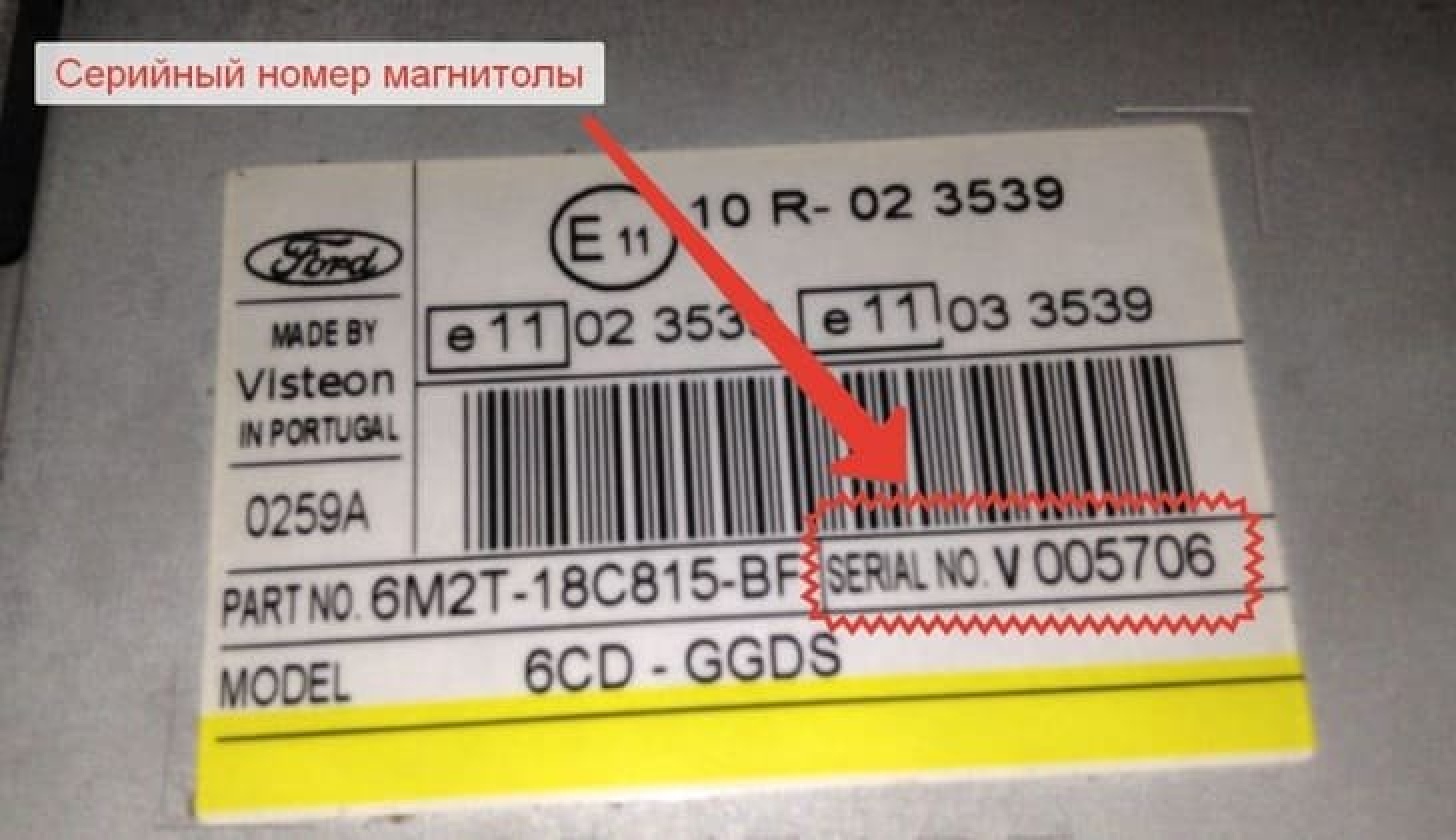 Серийный номер магнитолы
Ford
MADE BY
Visteon
IN PORTUGAL
0259A
E 11 10 R- 02 3539
e 11 02 353 e 11 03 3539
PART NO. 6M2T-18C815-BF SERIAL NO. V 005706
MODEL 6CD - GGDS